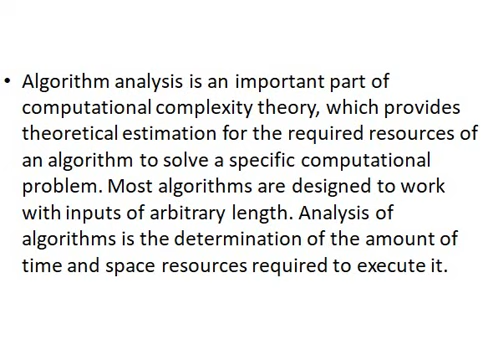 • Algorithm analysis is an important part of
computational complexity theory, which provides
theoretical estimation for the required resources of
an algorithm to solve a specific computational
problem. Most algorithms are designed to work
with inputs of arbitrary length. Analysis of
algorithms is the determination of the amount of
time and space resources required to execute it.